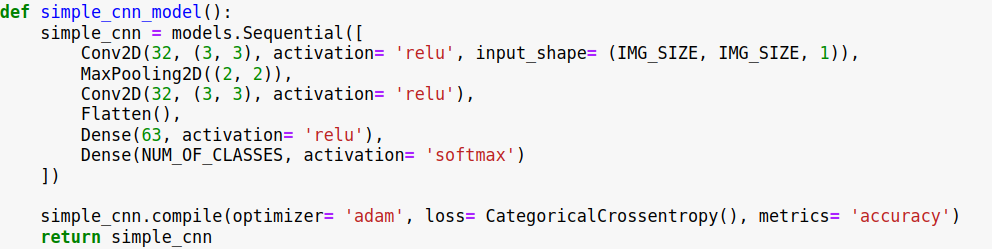 def simple_cnn_model():
    simple_cnn = models.Sequential([
        Conv2D(32, (3, 3), activation= 'relu', input_shape= (IMG_SIZE, IMG_SIZE, 1)),
        MaxPooling2D((2, 2)),
        Conv2D(32, (3, 3), activation= 'relu'),
        Flatten(),
        Dense(63, activation= 'relu'),
        Dense(NUM_OF_CLASSES, activation= 'softmax')
    ])
    simple_cnn.compile(optimizer= 'adam', loss= CategoricalCrossentropy(), metrics= 'accuracy')
    return simple_cnn